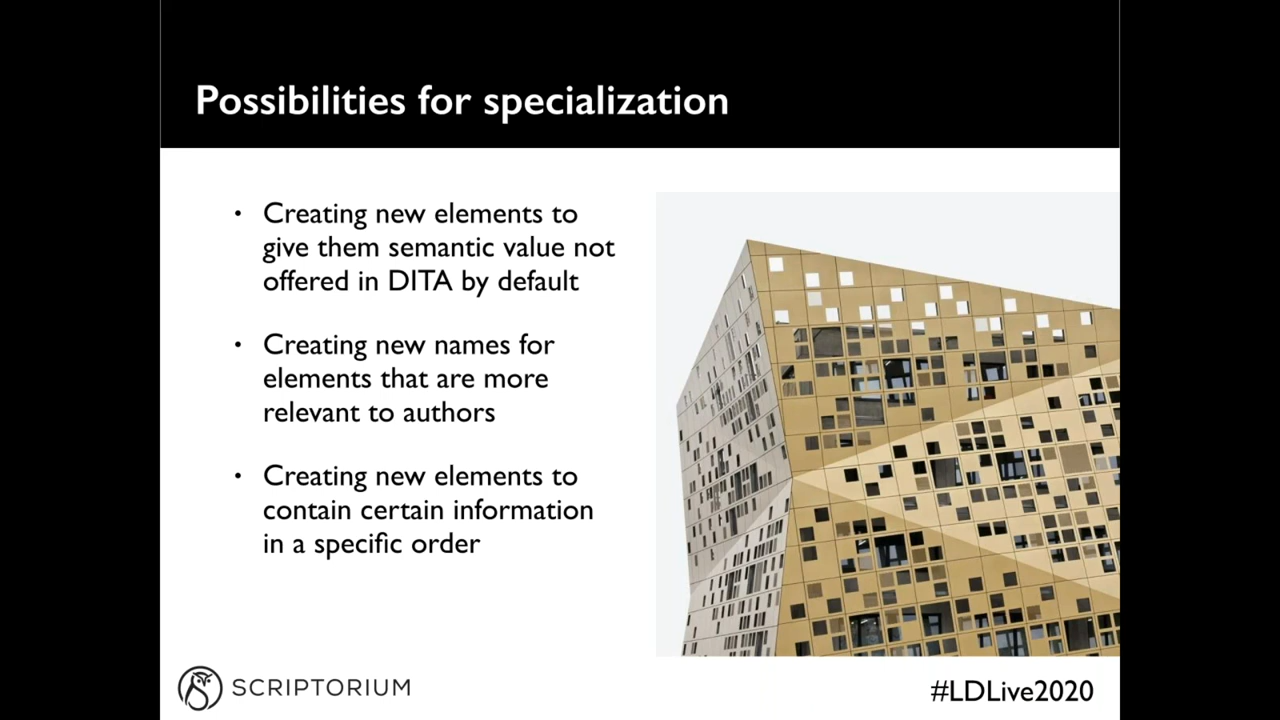 Possibilities for specialization
• Creating new elements to
give them semantic value not
offered in DITA by default
• Creating new names for
elements that are more
relevant to authors
• Creating new elements to
contain certain information
in a specific order
SCRIPTORIUM
#LDLive2020